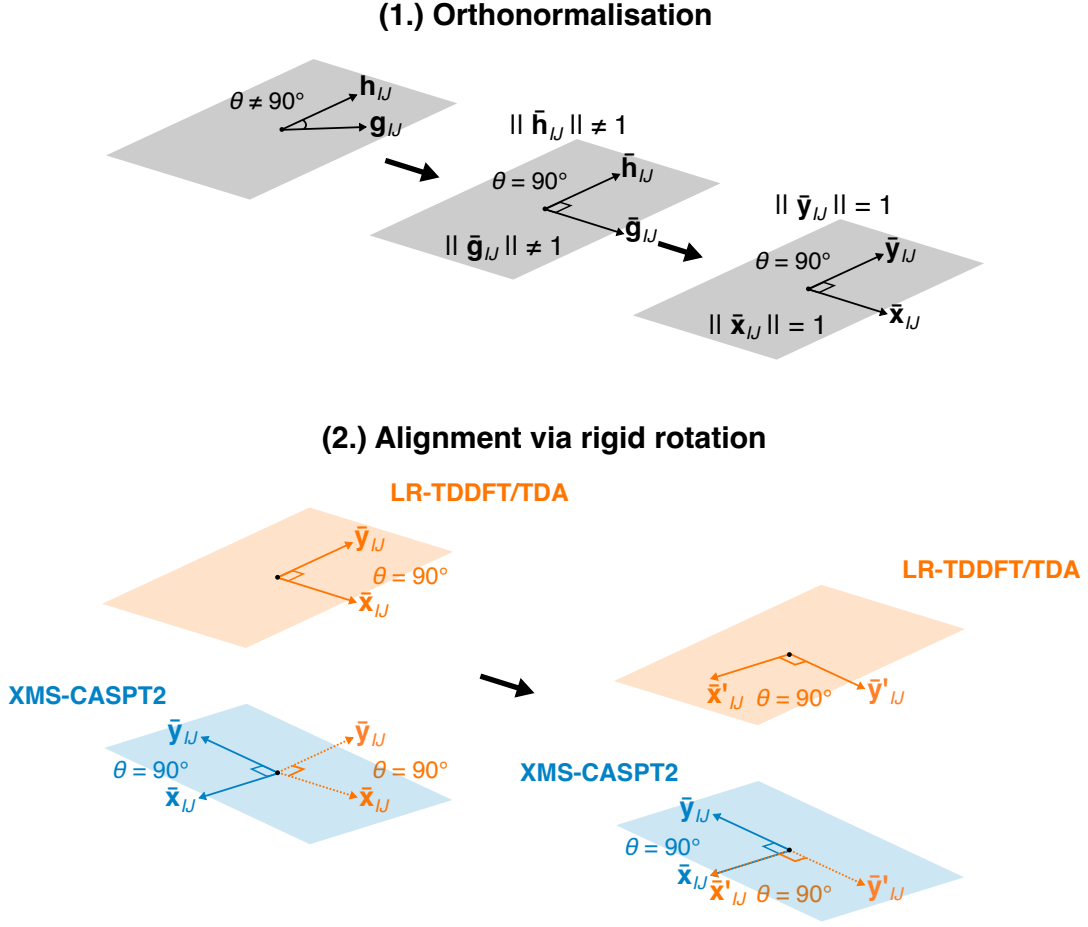 (1.) Orthonormalisation
θ ≠ 90°
h_IJ
g_IJ
|| h̄_IJ || ≠ 1
θ = 90°
h̄_IJ
ḡ_IJ
|| ḡ_IJ || ≠ 1
|| ȳ_IJ || = 1
θ = 90°
ȳ_IJ
x̄_IJ
|| x̄_IJ || = 1
(2.) Alignment via rigid rotation
LR-TDDFT/TDA
ȳ_IJ
θ = 90°
x̄_IJ
XMS-CASPT2
ȳ_IJ
θ = 90°
x̄_IJ
ȳ_IJ
θ = 90°
x̄_IJ
LR-TDDFT/TDA
x̄'_IJ
θ = 90°
ȳ'_IJ
XMS-CASPT2
ȳ_IJ
θ = 90°
x̄_IJ
x̄'_IJ
θ = 90°
ȳ'_IJ